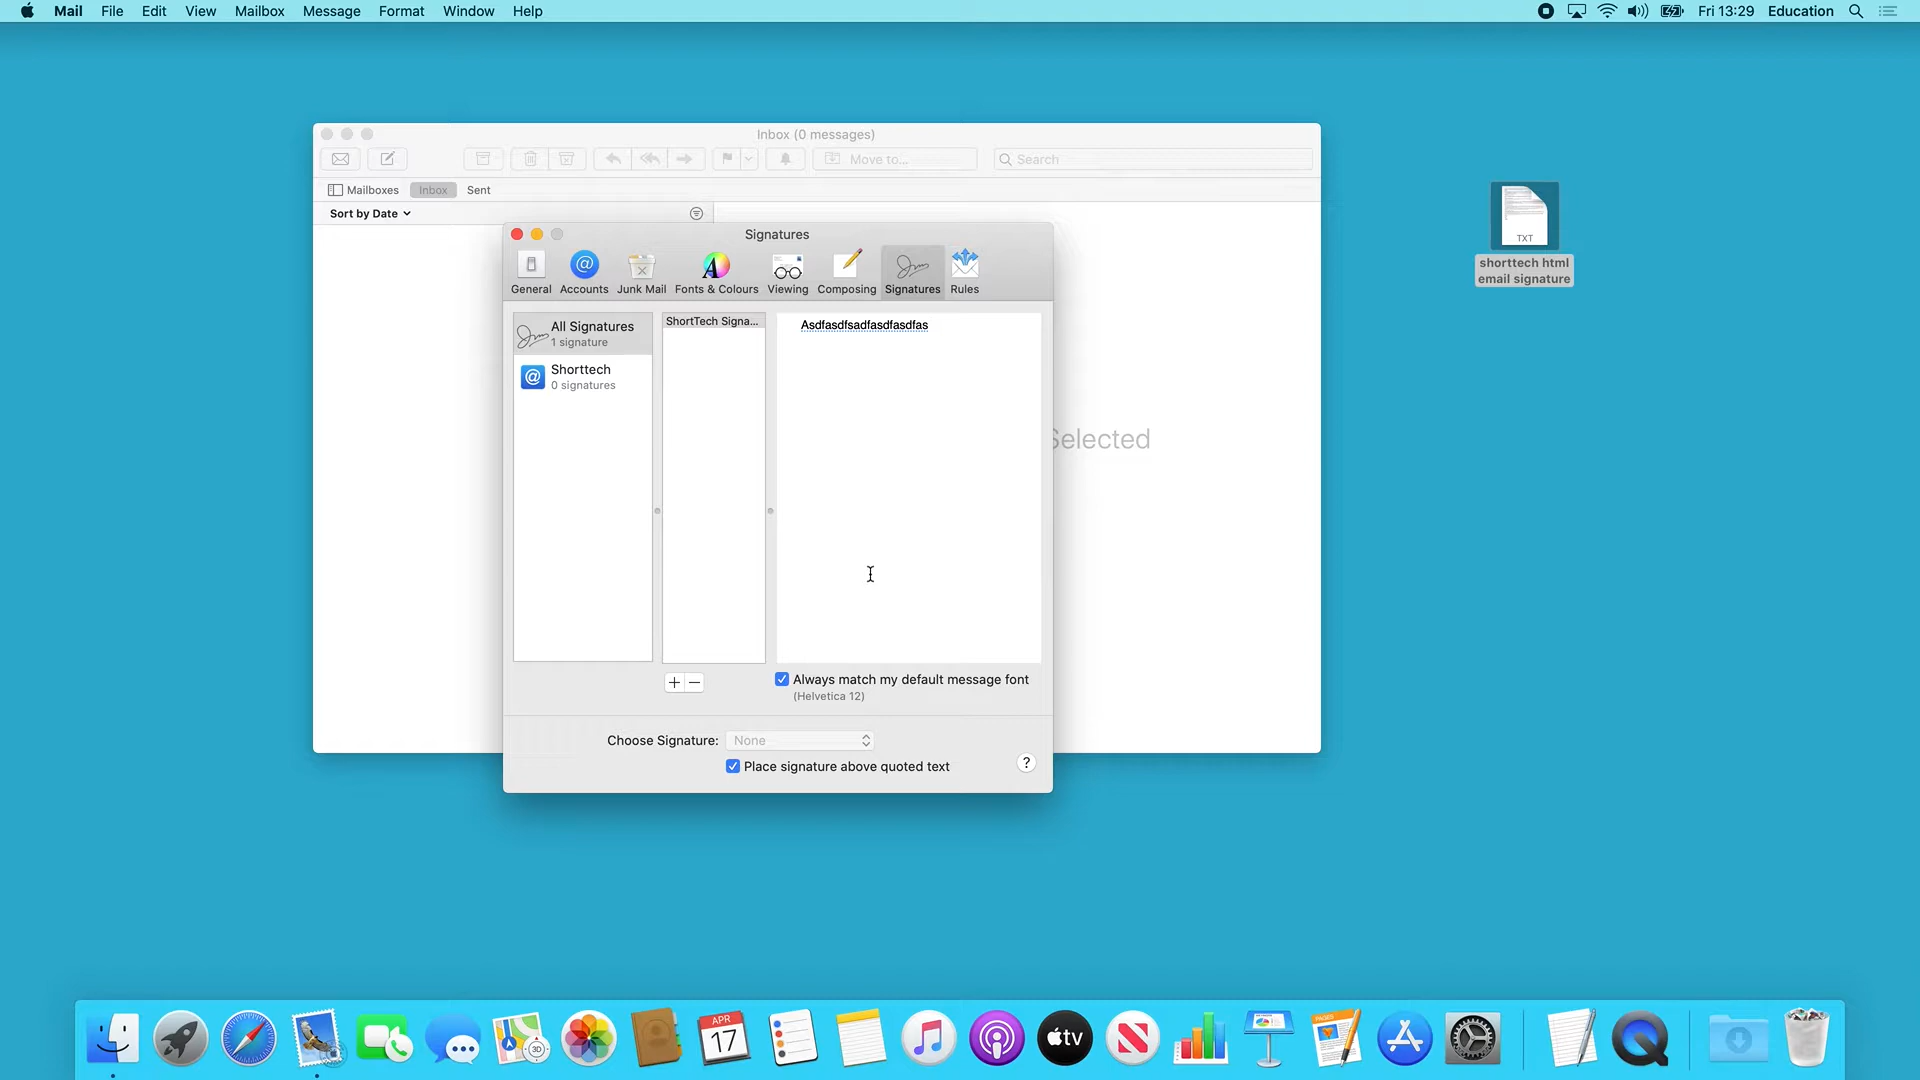 Mail File Edit View Mailbox Message Format Window Help
Fri 13:29 Education
Inbox (0 messages)
Move to...
Search
Mailboxes Inbox Sent
Sort by Date
Signatures
General Accounts Junk Mail Fonts & Colours Viewing Composing Signatures Rules
All Signatures
1 signature
Shorttech
0 signatures
ShortTech Signa...
Asdfasdfsadfasdfasdfas
Selected
+ −
Always match my default message font
(Helvetica 12)
Choose Signature: None
Place signature above quoted text
?
TXT
shorttech html
email signature
APR
17
3D
tv
PAGES